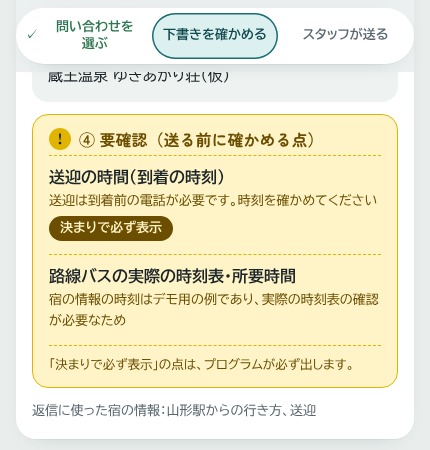 ✓ 問い合わせを
選ぶ
下書きを確かめる
スタッフが送る
蔵王温泉 ゆきあかり荘(仮)
! ④ 要確認（送る前に確かめる点）
送迎の時間（到着の時刻）
送迎は到着前の電話が必要です。時刻を確かめてください
決まりで必ず表示
路線バスの実際の時刻表・所要時間
宿の情報の時刻はデモ用の例であり、実際の時刻表の確認
が必要なため
「決まりで必ず表示」の点は、プログラムが必ず出します。
返信に使った宿の情報：山形駅からの行き方、送迎